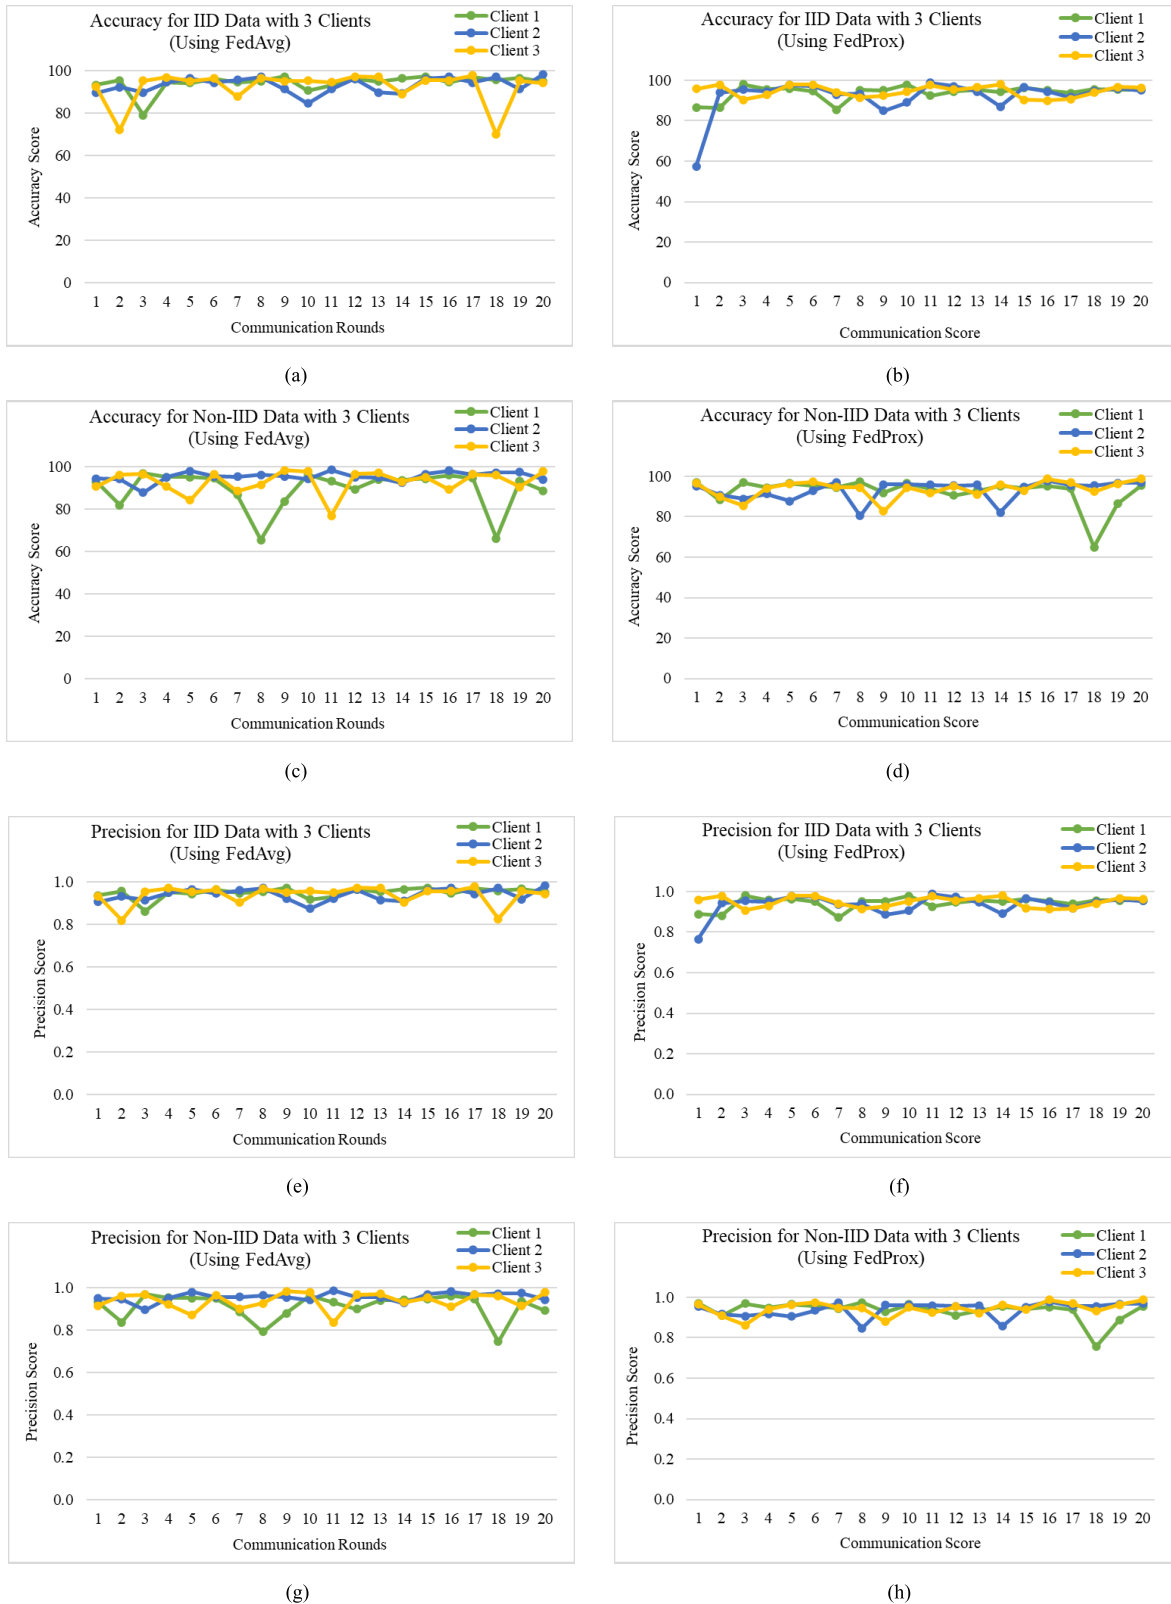 Accuracy for IID Data with 3 Clients
(Using FedAvg)
Client 1
Client 2
Client 3
Accuracy Score
100
80
60
40
20
0
1 2 3 4 5 6 7 8 9 10 11 12 13 14 15 16 17 18 19 20
Communication Rounds
(a)
Accuracy for IID Data with 3 Clients
(Using FedProx)
Client 1
Client 2
Client 3
Accuracy Score
100
80
60
40
20
0
1 2 3 4 5 6 7 8 9 10 11 12 13 14 15 16 17 18 19 20
Communication Score
(b)
Accuracy for Non-IID Data with 3 Clients
(Using FedAvg)
Client 1
Client 2
Client 3
Accuracy Score
100
80
60
40
20
0
1 2 3 4 5 6 7 8 9 10 11 12 13 14 15 16 17 18 19 20
Communication Rounds
(c)
Accuracy for Non-IID Data with 3 Clients
(Using FedProx)
Client 1
Client 2
Client 3
Accuracy Score
100
80
60
40
20
0
1 2 3 4 5 6 7 8 9 10 11 12 13 14 15 16 17 18 19 20
Communication Score
(d)
Precision for IID Data with 3 Clients
(Using FedAvg)
Client 1
Client 2
Client 3
Precision Score
1.0
0.8
0.6
0.4
0.2
0.0
1 2 3 4 5 6 7 8 9 10 11 12 13 14 15 16 17 18 19 20
Communication Rounds
(e)
Precision for IID Data with 3 Clients
(Using FedProx)
Client 1
Client 2
Client 3
Precision Score
1.0
0.8
0.6
0.4
0.2
0.0
1 2 3 4 5 6 7 8 9 10 11 12 13 14 15 16 17 18 19 20
Communication Score
(f)
Precision for Non-IID Data with 3 Clients
(Using FedAvg)
Client 1
Client 2
Client 3
Precision Score
1.0
0.8
0.6
0.4
0.2
0.0
1 2 3 4 5 6 7 8 9 10 11 12 13 14 15 16 17 18 19 20
Communication Rounds
(g)
Precision for Non-IID Data with 3 Clients
(Using FedProx)
Client 1
Client 2
Client 3
Precision Score
1.0
0.8
0.6
0.4
0.2
0.0
1 2 3 4 5 6 7 8 9 10 11 12 13 14 15 16 17 18 19 20
Communication Score
(h)